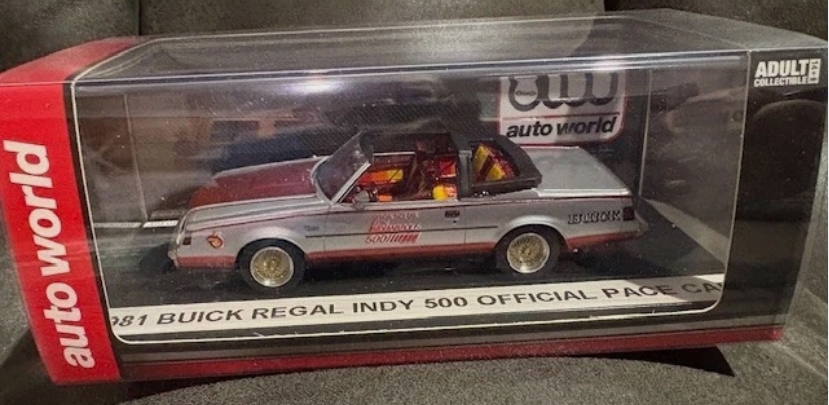 auto world
ADULT
COLLECTIBLE
auto world
500
BUICK
981 BUICK REGAL INDY 500 OFFICIAL PACE CA